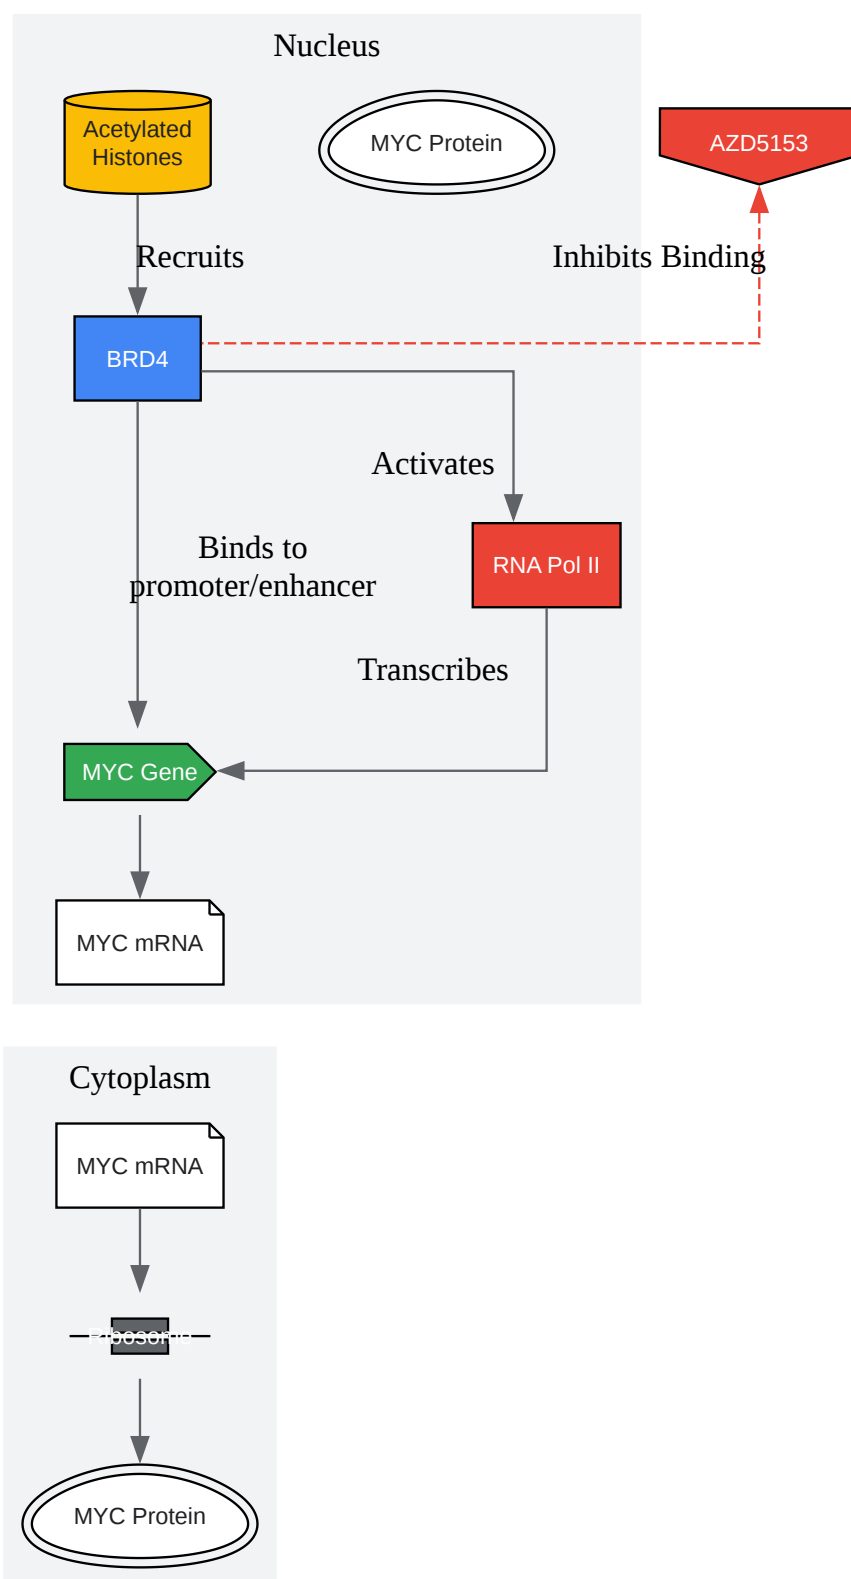 Nucleus
Acetylated
Histones
MYC Protein
AZD5153
Recruits
Inhibits Binding
BRD4
Activates
Binds to
promoter/enhancer
RNA Pol II
Transcribes
MYC Gene
MYC mRNA
Cytoplasm
MYC mRNA
Ribosome
MYC Protein